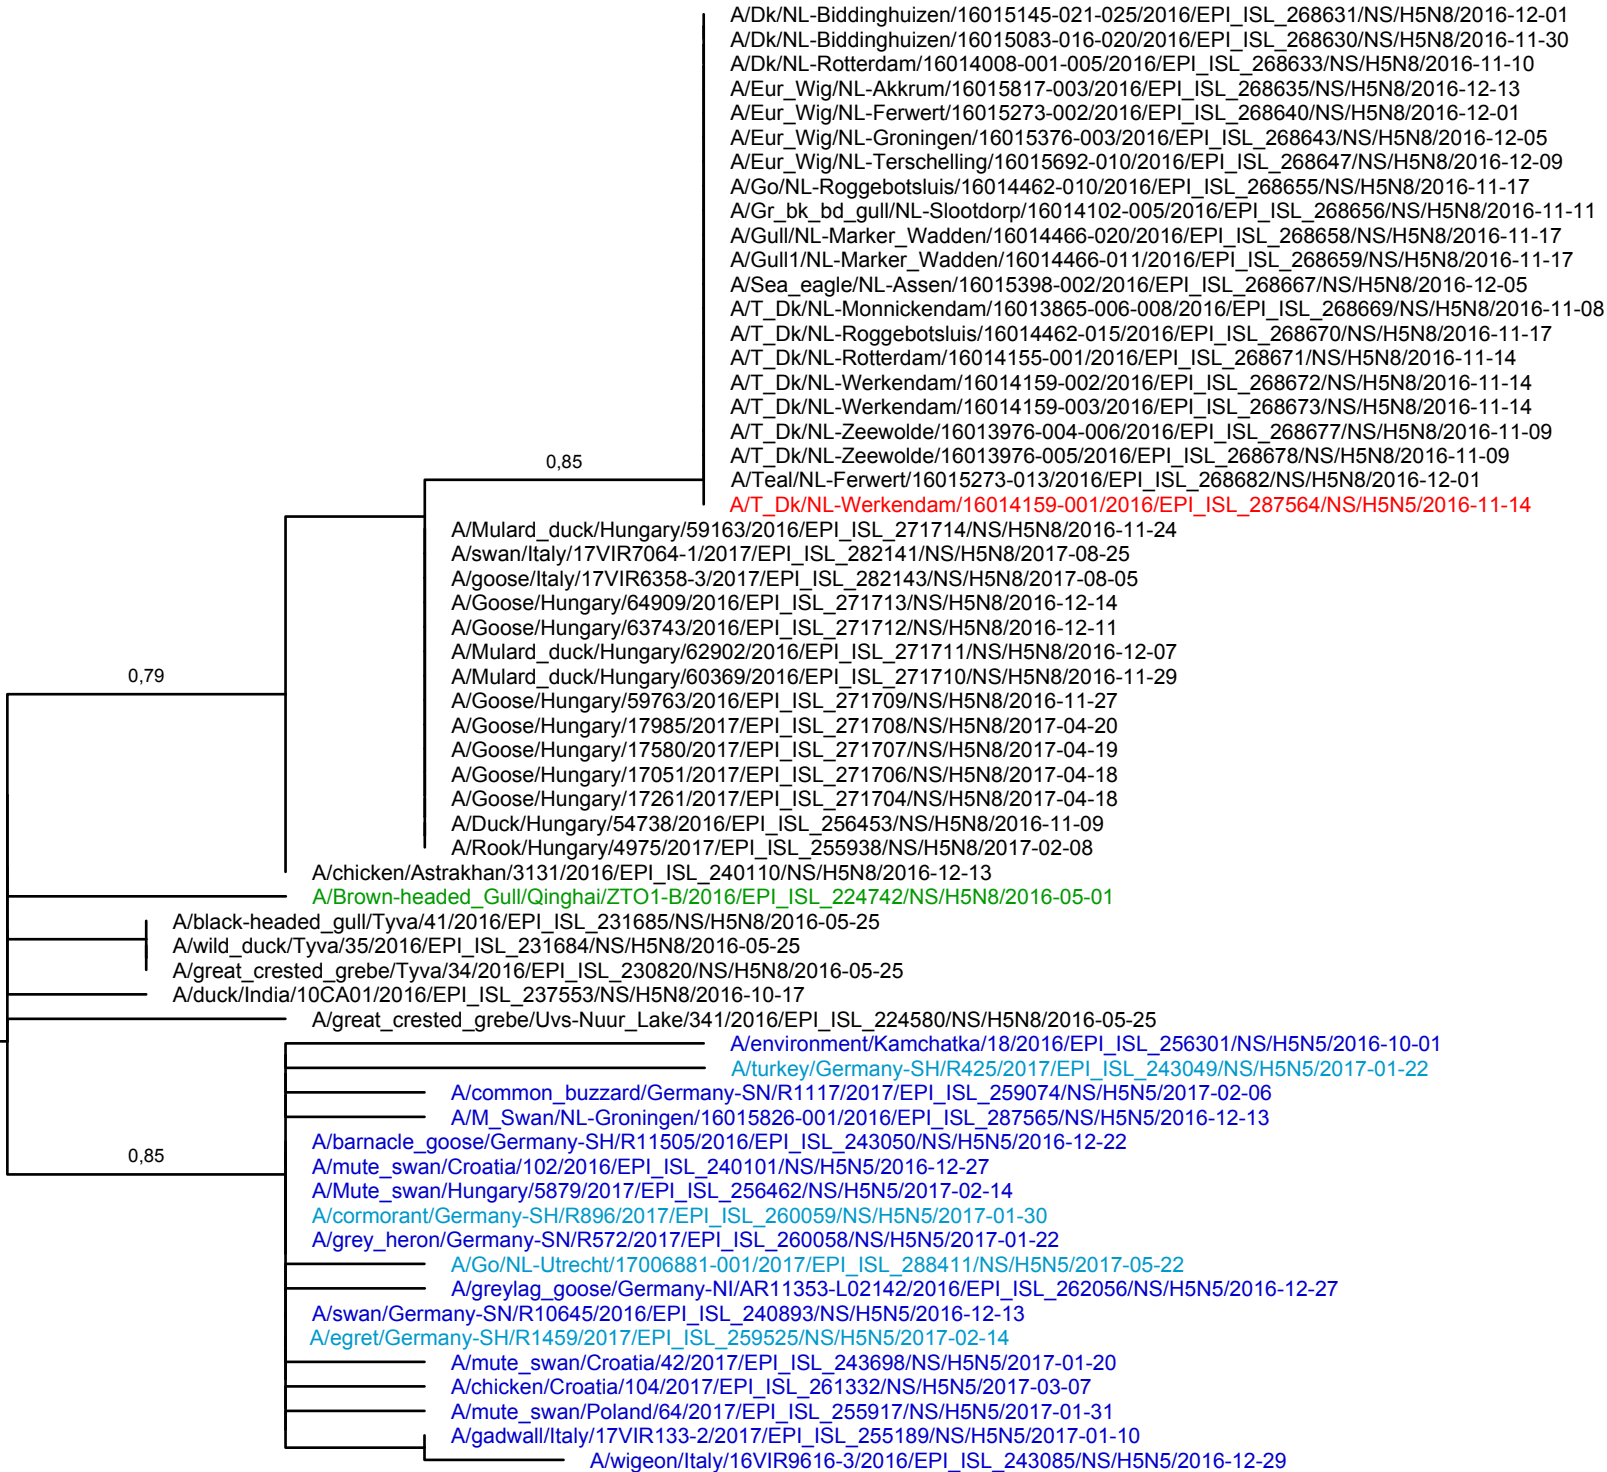 A/Dk/NL-Biddinghuizen/16015145-021-025/2016/EPI_ISL_268631/NS/H5N8/2016-12-01
A/Dk/NL-Biddinghuizen/16015083-016-020/2016/EPI_ISL_268630/NS/H5N8/2016-11-30
A/Dk/NL-Rotterdam/16014008-001-005/2016/EPI_ISL_268633/NS/H5N8/2016-11-10
A/Eur_Wig/NL-Akkrum/16015817-003/2016/EPI_ISL_268635/NS/H5N8/2016-12-13
A/Eur_Wig/NL-Ferwert/16015273-002/2016/EPI_ISL_268640/NS/H5N8/2016-12-01
A/Eur_Wig/NL-Groningen/16015376-003/2016/EPI_ISL_268643/NS/H5N8/2016-12-05
A/Eur_Wig/NL-Terschelling/16015692-010/2016/EPI_ISL_268647/NS/H5N8/2016-12-09
A/Go/NL-Roggebotsluis/16014462-010/2016/EPI_ISL_268655/NS/H5N8/2016-11-17
A/Gr_bk_bd_gull/NL-Slootdorp/16014102-005/2016/EPI_ISL_268656/NS/H5N8/2016-11-11
A/Gull/NL-Marker_Wadden/16014466-020/2016/EPI_ISL_268658/NS/H5N8/2016-11-17
A/Gull1/NL-Marker_Wadden/16014466-011/2016/EPI_ISL_268659/NS/H5N8/2016-11-17
A/Sea_eagle/NL-Assen/16015398-002/2016/EPI_ISL_268667/NS/H5N8/2016-12-05
A/T_Dk/NL-Monnickendam/16013865-006-008/2016/EPI_ISL_268669/NS/H5N8/2016-11-08
A/T_Dk/NL-Roggebotsluis/16014462-015/2016/EPI_ISL_268670/NS/H5N8/2016-11-17
A/T_Dk/NL-Rotterdam/16014155-001/2016/EPI_ISL_268671/NS/H5N8/2016-11-14
A/T_Dk/NL-Werkendam/16014159-002/2016/EPI_ISL_268672/NS/H5N8/2016-11-14
A/T_Dk/NL-Werkendam/16014159-003/2016/EPI_ISL_268673/NS/H5N8/2016-11-14
A/T_Dk/NL-Zeewolde/16013976-004-006/2016/EPI_ISL_268677/NS/H5N8/2016-11-09
A/T_Dk/NL-Zeewolde/16013976-005/2016/EPI_ISL_268678/NS/H5N8/2016-11-09
0,85
A/Teal/NL-Ferwert/16015273-013/2016/EPI_ISL_268682/NS/H5N8/2016-12-01
A/T_Dk/NL-Werkendam/16014159-001/2016/EPI_ISL_287564/NS/H5N5/2016-11-14
A/Mulard_duck/Hungary/59163/2016/EPI_ISL_271714/NS/H5N8/2016-11-24
A/swan/Italy/17VIR7064-1/2017/EPI_ISL_282141/NS/H5N8/2017-08-25
A/goose/Italy/17VIR6358-3/2017/EPI_ISL_282143/NS/H5N8/2017-08-05
A/Goose/Hungary/64909/2016/EPI_ISL_271713/NS/H5N8/2016-12-14
A/Goose/Hungary/63743/2016/EPI_ISL_271712/NS/H5N8/2016-12-11
A/Mulard_duck/Hungary/62902/2016/EPI_ISL_271711/NS/H5N8/2016-12-07
0,79
A/Mulard_duck/Hungary/60369/2016/EPI_ISL_271710/NS/H5N8/2016-11-29
A/Goose/Hungary/59763/2016/EPI_ISL_271709/NS/H5N8/2016-11-27
A/Goose/Hungary/17985/2017/EPI_ISL_271708/NS/H5N8/2017-04-20
A/Goose/Hungary/17580/2017/EPI_ISL_271707/NS/H5N8/2017-04-19
A/Goose/Hungary/17051/2017/EPI_ISL_271706/NS/H5N8/2017-04-18
A/Goose/Hungary/17261/2017/EPI_ISL_271704/NS/H5N8/2017-04-18
A/Duck/Hungary/54738/2016/EPI_ISL_256453/NS/H5N8/2016-11-09
A/Rook/Hungary/4975/2017/EPI_ISL_255938/NS/H5N8/2017-02-08
A/chicken/Astrakhan/3131/2016/EPI_ISL_240110/NS/H5N8/2016-12-13
A/Brown-headed_Gull/Qinghai/ZTO1-B/2016/EPI_ISL_224742/NS/H5N8/2016-05-01
A/black-headed_gull/Tyva/41/2016/EPI_ISL_231685/NS/H5N8/2016-05-25
A/wild_duck/Tyva/35/2016/EPI_ISL_231684/NS/H5N8/2016-05-25
A/great_crested_grebe/Tyva/34/2016/EPI_ISL_230820/NS/H5N8/2016-05-25
A/duck/India/10CA01/2016/EPI_ISL_237553/NS/H5N8/2016-10-17
A/great_crested_grebe/Uvs-Nuur_Lake/341/2016/EPI_ISL_224580/NS/H5N8/2016-05-25
A/environment/Kamchatka/18/2016/EPI_ISL_256301/NS/H5N5/2016-10-01
A/turkey/Germany-SH/R425/2017/EPI_ISL_243049/NS/H5N5/2017-01-22
A/common_buzzard/Germany-SN/R1117/2017/EPI_ISL_259074/NS/H5N5/2017-02-06
A/M_Swan/NL-Groningen/16015826-001/2016/EPI_ISL_287565/NS/H5N5/2016-12-13
A/barnacle_goose/Germany-SH/R11505/2016/EPI_ISL_243050/NS/H5N5/2016-12-22
0,85
A/mute_swan/Croatia/102/2016/EPI_ISL_240101/NS/H5N5/2016-12-27
A/Mute_swan/Hungary/5879/2017/EPI_ISL_256462/NS/H5N5/2017-02-14
A/cormorant/Germany-SH/R896/2017/EPI_ISL_260059/NS/H5N5/2017-01-30
A/grey_heron/Germany-SN/R572/2017/EPI_ISL_260058/NS/H5N5/2017-01-22
A/Go/NL-Utrecht/17006881-001/2017/EPI_ISL_288411/NS/H5N5/2017-05-22
A/greylag_goose/Germany-NI/AR11353-L02142/2016/EPI_ISL_262056/NS/H5N5/2016-12-27
A/swan/Germany-SN/R10645/2016/EPI_ISL_240893/NS/H5N5/2016-12-13
A/egret/Germany-SH/R1459/2017/EPI_ISL_259525/NS/H5N5/2017-02-14
A/mute_swan/Croatia/42/2017/EPI_ISL_243698/NS/H5N5/2017-01-20
A/chicken/Croatia/104/2017/EPI_ISL_261332/NS/H5N5/2017-03-07
A/mute_swan/Poland/64/2017/EPI_ISL_255917/NS/H5N5/2017-01-31
A/gadwall/Italy/17VIR133-2/2017/EPI_ISL_255189/NS/H5N5/2017-01-10
A/wigeon/Italy/16VIR9616-3/2016/EPI_ISL_243085/NS/H5N5/2016-12-29